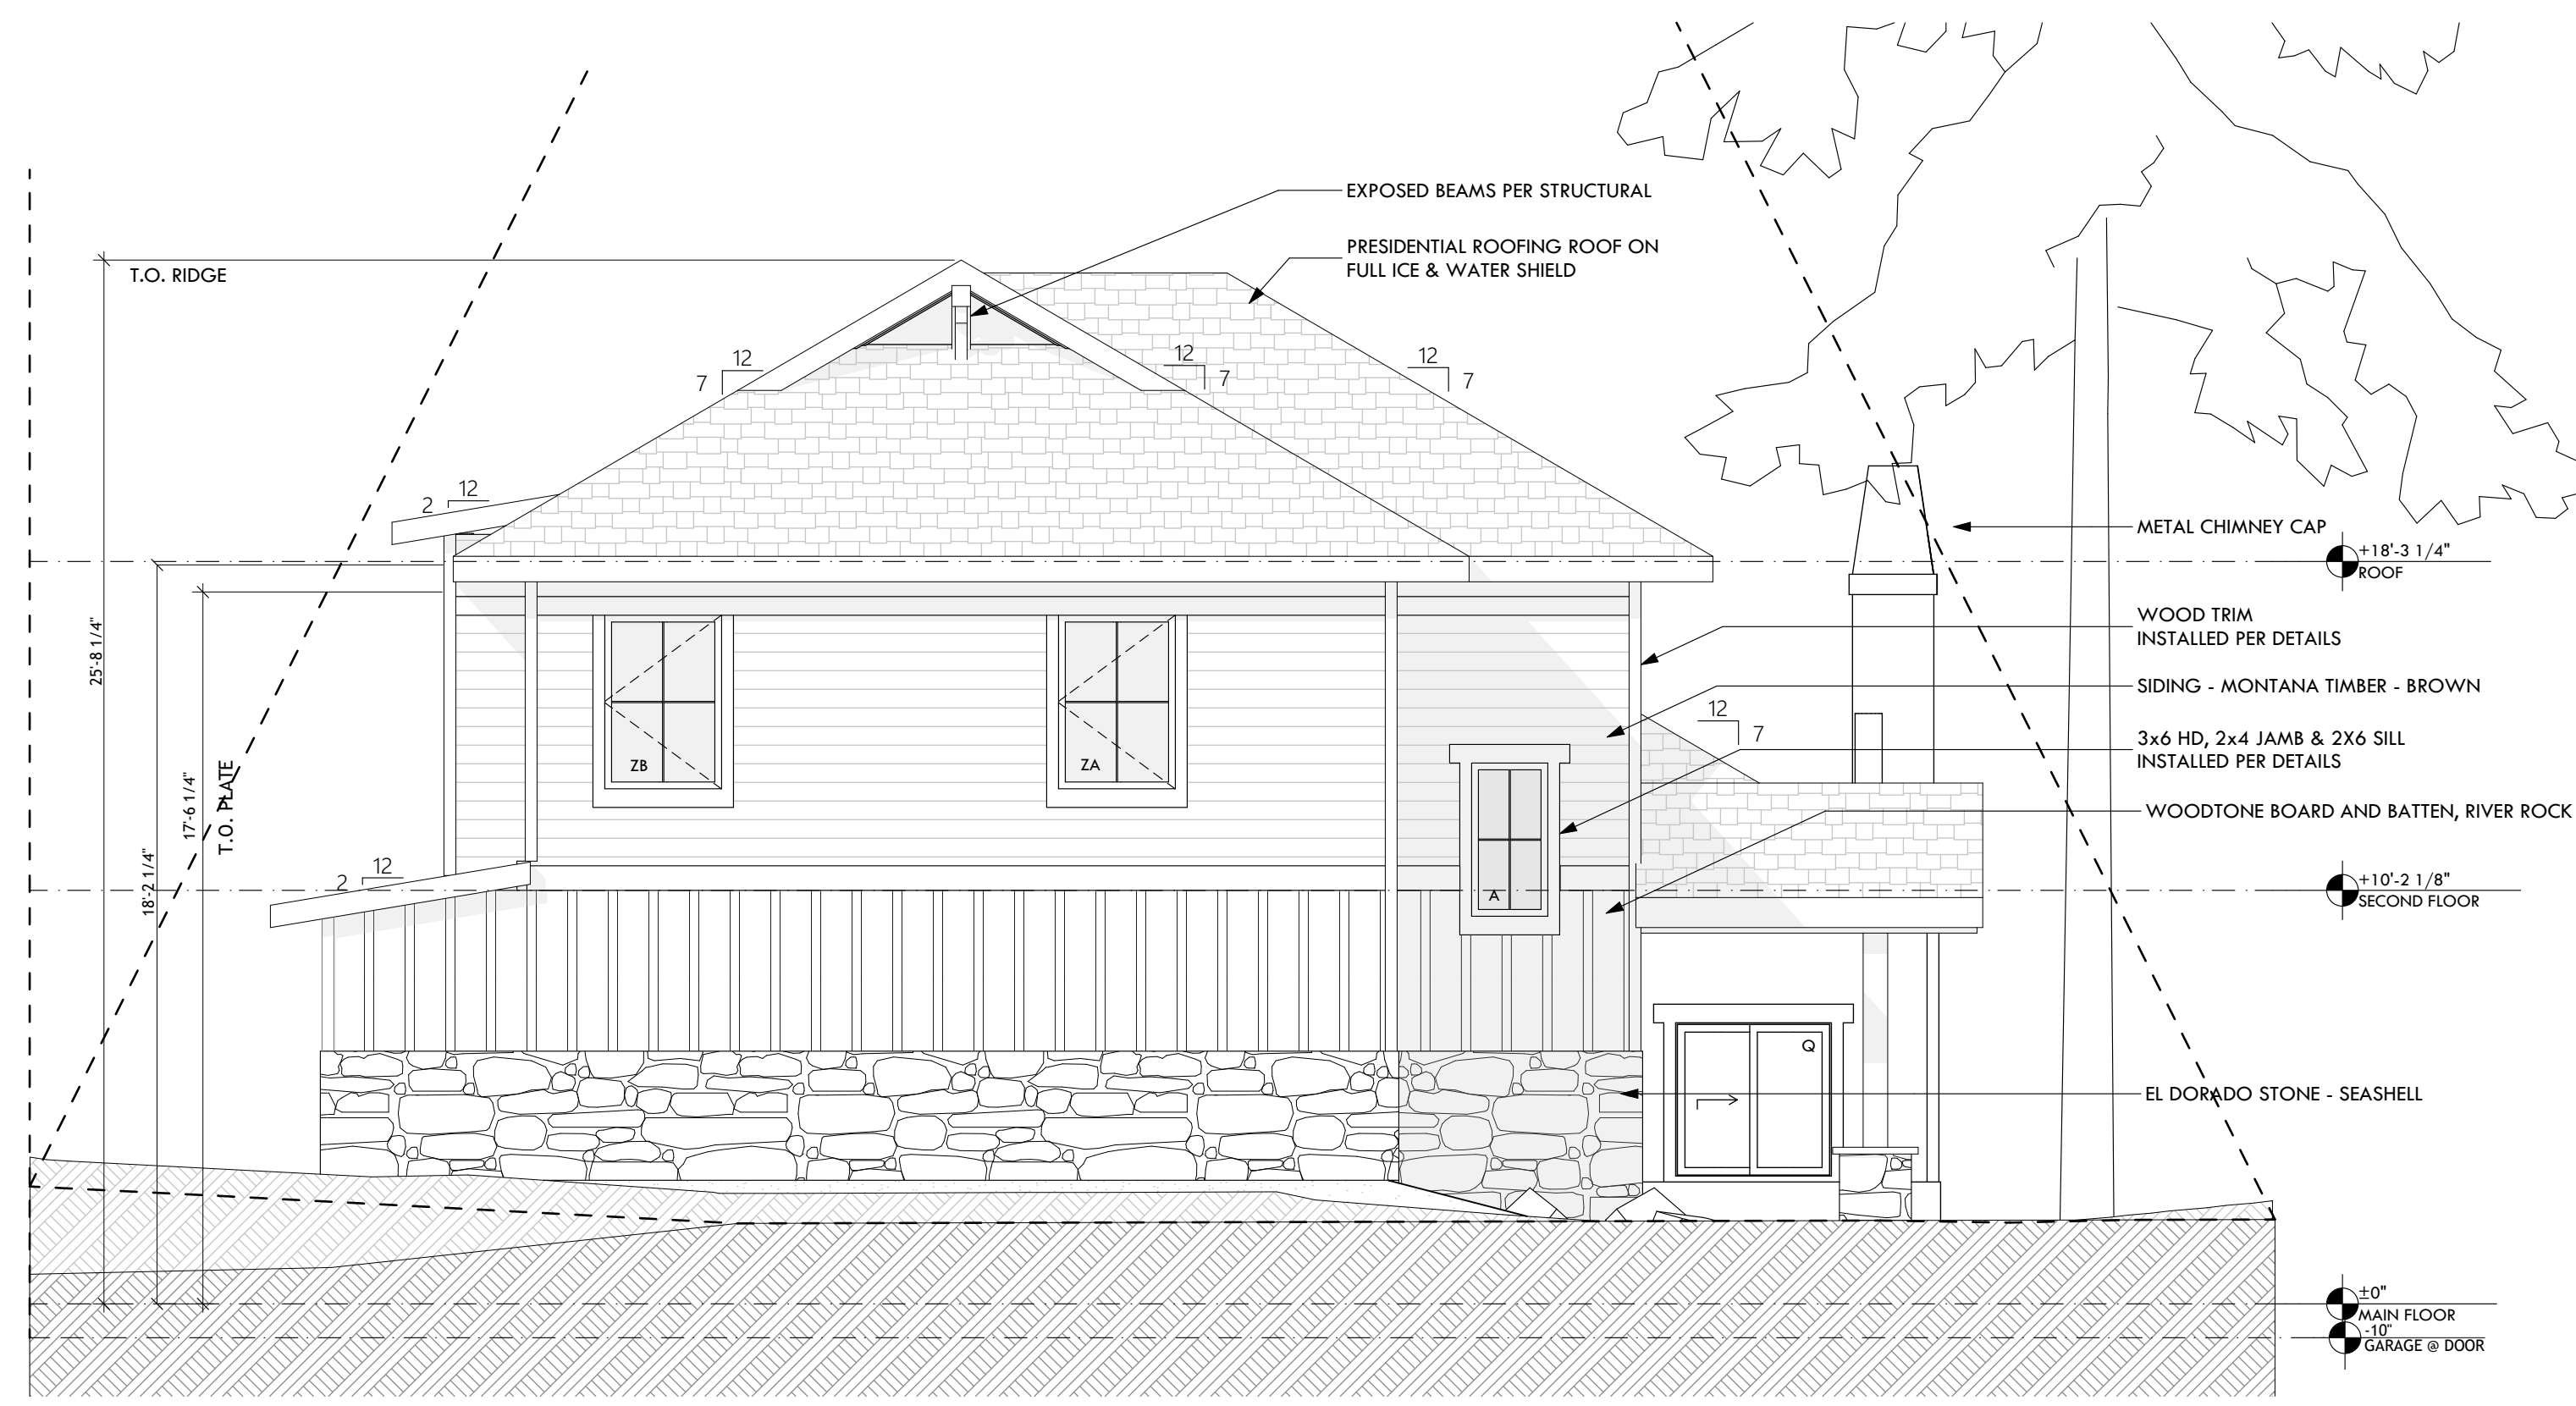 EXPOSED BEAMS PER STRUCTURAL
PRESIDENTIAL ROOFING ROOF ON
FULL ICE & WATER SHIELD
T.O. RIDGE
12
7
12
7
12
7
12
2
METAL CHIMNEY CAP
+18'-3 1/4"
ROOF
WOOD TRIM
INSTALLED PER DETAILS
25'-8 1/4"
SIDING - MONTANA TIMBER - BROWN
12
7
3x6 HD, 2x4 JAMB & 2X6 SILL
INSTALLED PER DETAILS
ZB
ZA
17'-6 1/4"
T.O. PLATE
WOODTONE BOARD AND BATTEN, RIVER ROCK
18'-2 1/4"
12
2
A
+10'-2 1/8"
SECOND FLOOR
Q
EL DORADO STONE - SEASHELL
±0"
MAIN FLOOR
-10"
GARAGE @ DOOR